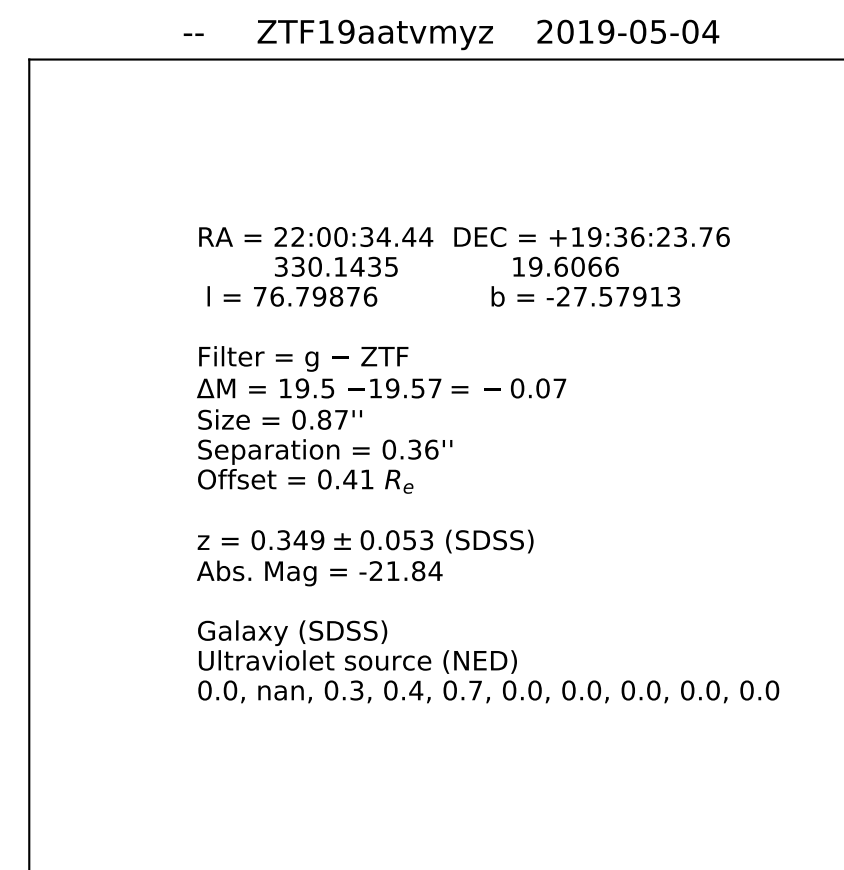 -- ZTF19aatvmyz 2019-05-04
RA = 22:00:34.44 DEC = +19:36:23.76
330.1435 19.6066
l = 76.79876 b = -27.57913
Filter = g − ZTF
ΔM = 19.5 −19.57 = − 0.07
Size = 0.87''
Separation = 0.36''
Offset = 0.41 Rₑ
z = 0.349 ± 0.053 (SDSS)
Abs. Mag = -21.84
Galaxy (SDSS)
Ultraviolet source (NED)
0.0, nan, 0.3, 0.4, 0.7, 0.0, 0.0, 0.0, 0.0, 0.0